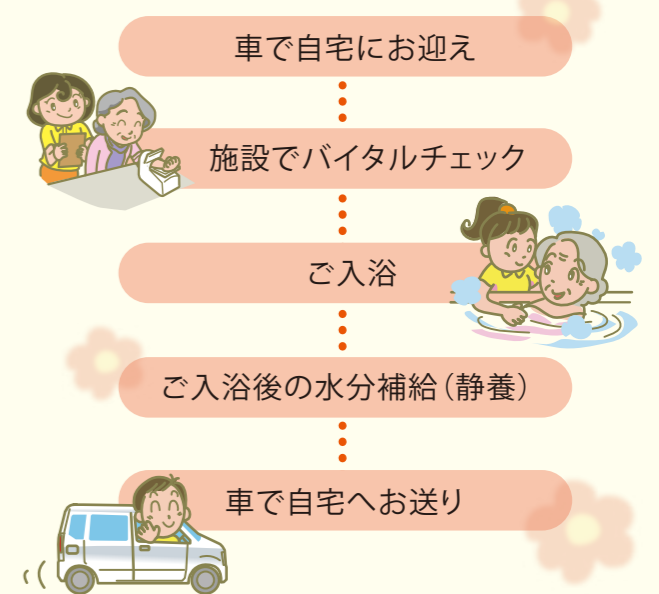 車で自宅にお迎え
施設でバイタルチェック
ご入浴
ご入浴後の水分補給（静養）
車で自宅へお送り